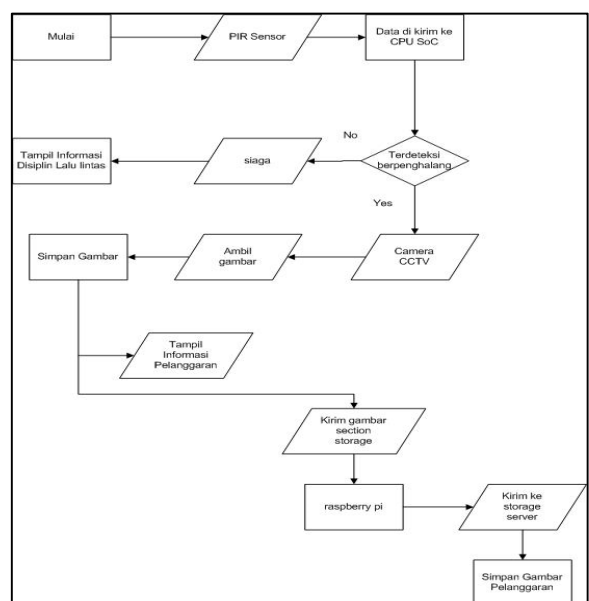 Mulai
PIR Sensor
Data di kirim ke
CPU SoC
No
Terdeteksi
berpenghalang
siaga
Tampil Informasi
Disiplin Lalu lintas
Yes
Camera
CCTV
Ambil
gambar
Simpan Gambar
Tampil
Informasi
Pelanggaran
Kirim gambar
section
storage
raspberry pi
Kirim ke
storage
server
Simpan Gambar
Pelanggaran